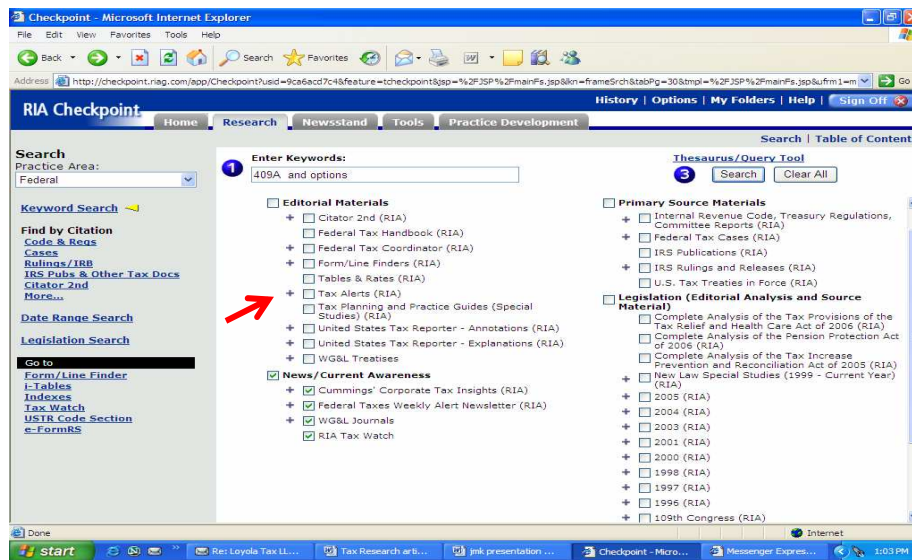 Checkpoint - Microsoft Internet Explorer
File Edit View Favorites Tools Help
Back Search Favorites
Address http://checkpoint.riag.com/app/Checkpoint?usid=9ca6acd7c4&feature=tcheckpoint&jsp=%2FJSP%2FmainFs.jsp&lkn=frameSrch&tabPg=30&tmpl=%2FJSP%2FmainFs.jsp&ufrm1=m Go
RIA Checkpoint
History | Options | My Folders | Help | Sign Off
Home Research Newsstand Tools Practice Development
Search | Table of Content
Search
Practice Area:
Federal
Keyword Search
Find by Citation
Code & Regs
Cases
Rulings/IRB
IRS Pubs & Other Tax Docs
Citator 2nd
More...
Date Range Search
Legislation Search
Go to
Form/Line Finder
i-Tables
Indexes
Tax Watch
USTR Code Section
e-FormRS
1 Enter Keywords:
409A and options
Thesaurus/Query Tool
3 Search Clear All
Editorial Materials
+ Citator 2nd (RIA)
Federal Tax Handbook (RIA)
+ Federal Tax Coordinator (RIA)
+ Form/Line Finders (RIA)
Tables & Rates (RIA)
+ Tax Alerts (RIA)
Tax Planning and Practice Guides (Special
Studies) (RIA)
+ United States Tax Reporter - Annotations (RIA)
+ United States Tax Reporter - Explanations (RIA)
+ WG&L Treatises
News/Current Awareness
+ Cummings' Corporate Tax Insights (RIA)
+ Federal Taxes Weekly Alert Newsletter (RIA)
+ WG&L Journals
RIA Tax Watch
Primary Source Materials
+ Internal Revenue Code, Treasury Regulations,
Committee Reports (RIA)
+ Federal Tax Cases (RIA)
IRS Publications (RIA)
+ IRS Rulings and Releases (RIA)
U.S. Tax Treaties in Force (RIA)
Legislation (Editorial Analysis and Source
Material)
Complete Analysis of the Tax Provisions of the
Tax Relief and Health Care Act of 2006 (RIA)
Complete Analysis of the Pension Protection Act
of 2006 (RIA)
Complete Analysis of the Tax Increase
Prevention and Reconciliation Act of 2005 (RIA)
+ New Law Special Studies (1999 - Current Year)
(RIA)
+ 2005 (RIA)
+ 2004 (RIA)
+ 2003 (RIA)
+ 2001 (RIA)
+ 2000 (RIA)
+ 1998 (RIA)
+ 1997 (RIA)
+ 1996 (RIA)
+ 109th Congress (RIA)
Done Internet
start Re: Loyola Tax LL... Tax Research arti... jmk presentation ... Checkpoint - Micro... Messenger Expres... 1:03 PM